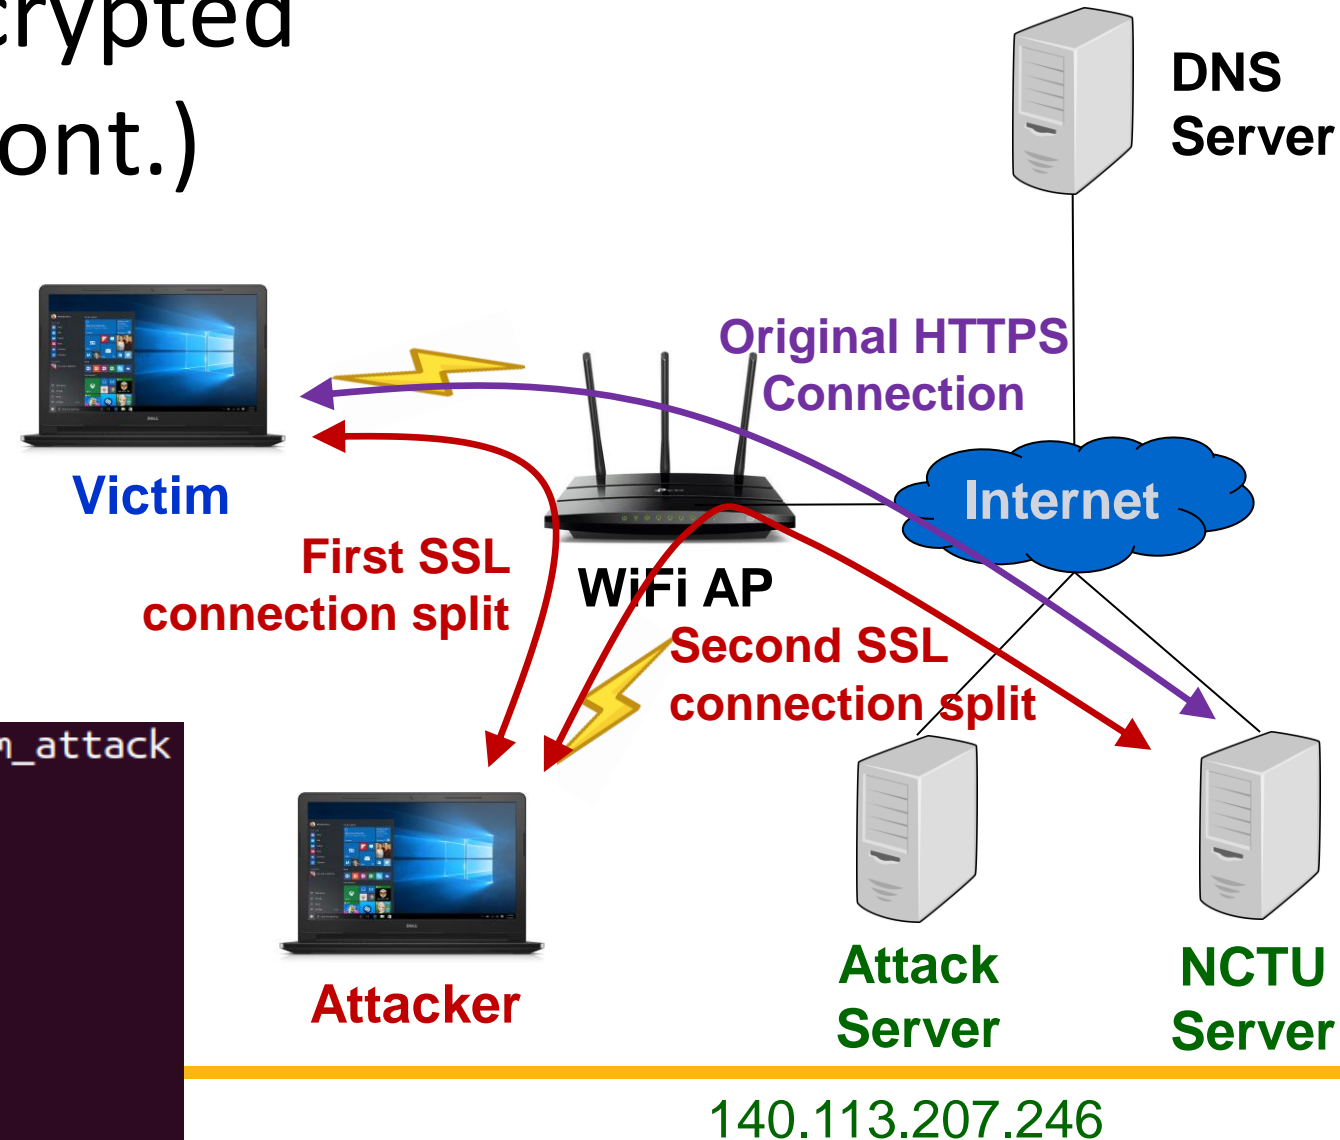 crypted
ont.)
DNS
Server
Original HTTPS
Connection
Internet
Victim
First SSL
connection split
WiFi AP
Second SSL
connection split
m_attack
Attacker
Attack
Server
NCTU
Server
140.113.207.246